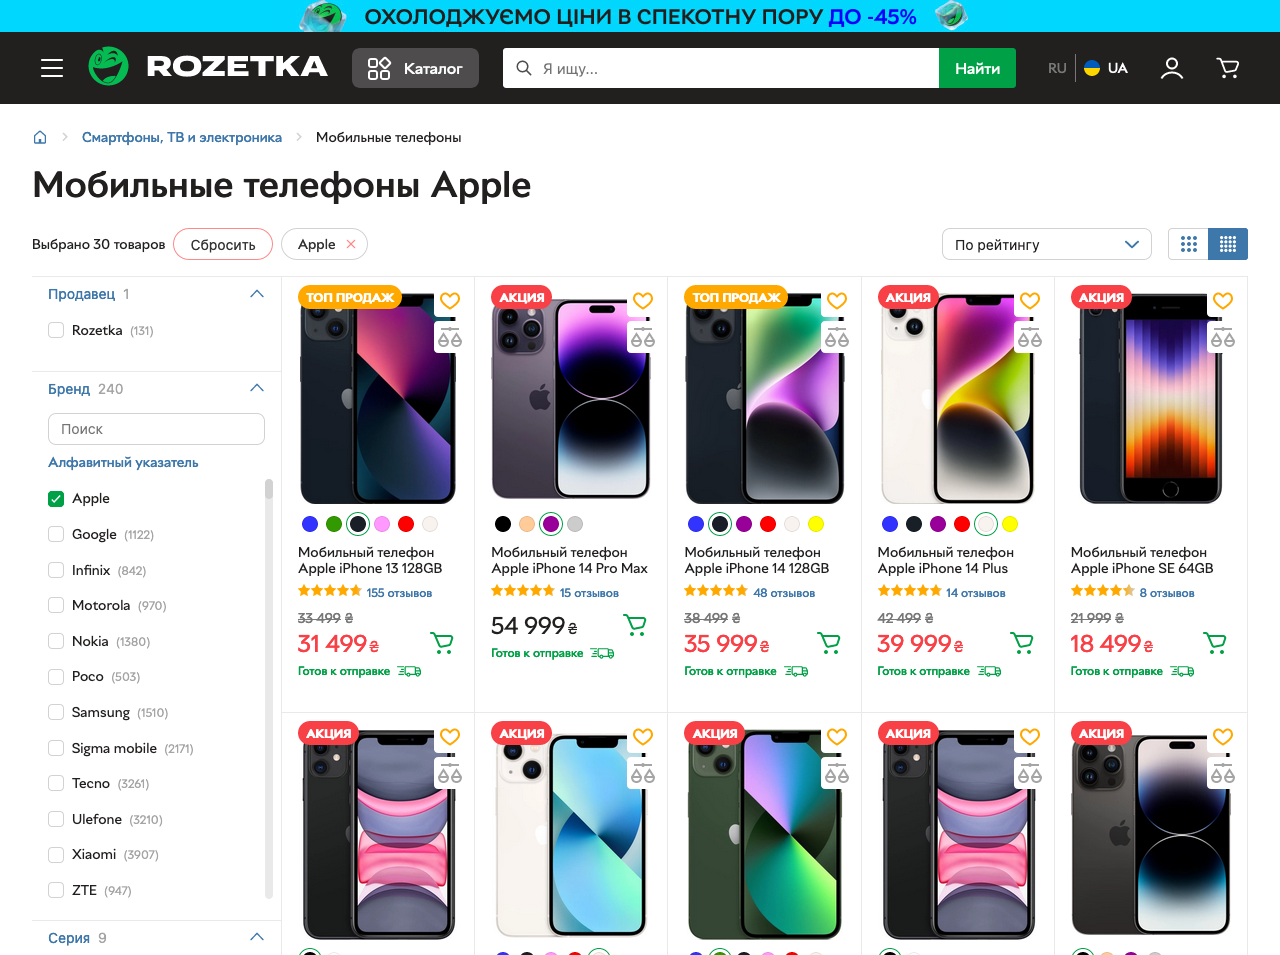 ОХОЛОДЖУЄМО ЦІНИ В СПЕКОТНУ ПОРУ ДО -45%
ROZETKA
Каталог
Я ищу...
Найти
RU
UA
Смартфоны, ТВ и электроника
Мобильные телефоны
Мобильные телефоны Apple
Выбрано 30 товаров
Сбросить
Apple
По рейтингу
Продавец 1
Rozetka (131)
Бренд 240
Поиск
Алфавитный указатель
Apple
Google (1122)
Infinix (842)
Motorola (970)
Nokia (1380)
Poco (503)
Samsung (1510)
Sigma mobile (2171)
Tecno (3261)
Ulefone (3210)
Xiaomi (3907)
ZTE (947)
Серия 9
ТОП ПРОДАЖ
Мобильный телефон
Apple iPhone 13 128GB
155 отзывов
33 499 ₴
31 499 ₴
Готов к отправке
АКЦИЯ
Мобильный телефон
Apple iPhone 14 Pro Max
15 отзывов
54 999 ₴
Готов к отправке
ТОП ПРОДАЖ
Мобильный телефон
Apple iPhone 14 128GB
48 отзывов
38 499 ₴
35 999 ₴
Готов к отправке
АКЦИЯ
Мобильный телефон
Apple iPhone 14 Plus
14 отзывов
42 499 ₴
39 999 ₴
Готов к отправке
АКЦИЯ
Мобильный телефон
Apple iPhone SE 64GB
8 отзывов
21 999 ₴
18 499 ₴
Готов к отправке
АКЦИЯ
АКЦИЯ
АКЦИЯ
АКЦИЯ
АКЦИЯ